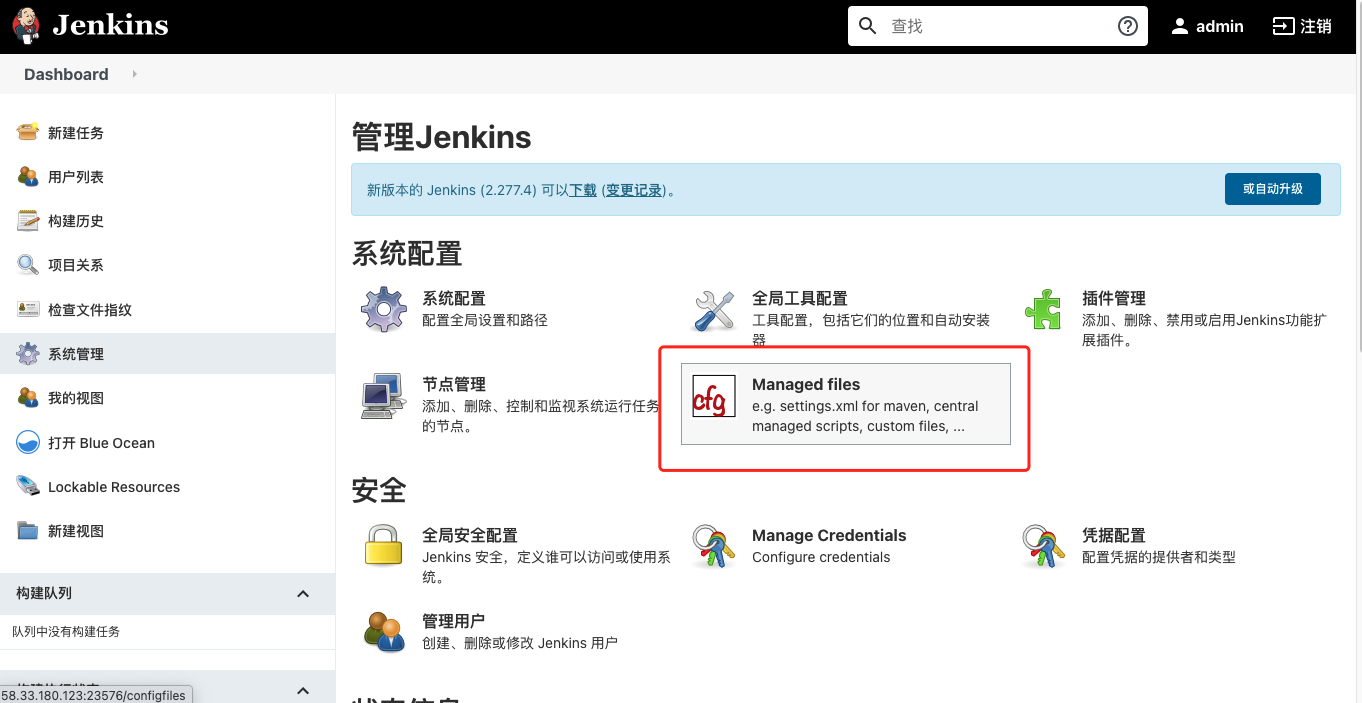 Jenkins
查找
admin
注销
Dashboard
新建任务
用户列表
构建历史
项目关系
检查文件指纹
系统管理
我的视图
打开 Blue Ocean
Lockable Resources
新建视图
构建队列
队列中没有构建任务
58.33.180.123:23576/configfiles
管理Jenkins
新版本的 Jenkins (2.277.4) 可以下载 (变更记录)。
或自动升级
系统配置
系统配置
配置全局设置和路径
全局工具配置
工具配置，包括它们的位置和自动安装
器
插件管理
添加、删除、禁用或启用Jenkins功能扩
展插件。
节点管理
添加、删除、控制和监视系统运行任务
的节点。
cfg
Managed files
e.g. settings.xml for maven, central
managed scripts, custom files, ...
安全
全局安全配置
Jenkins 安全，定义谁可以访问或使用系
统。
Manage Credentials
Configure credentials
凭据配置
配置凭据的提供者和类型
管理用户
创建、删除或修改 Jenkins 用户